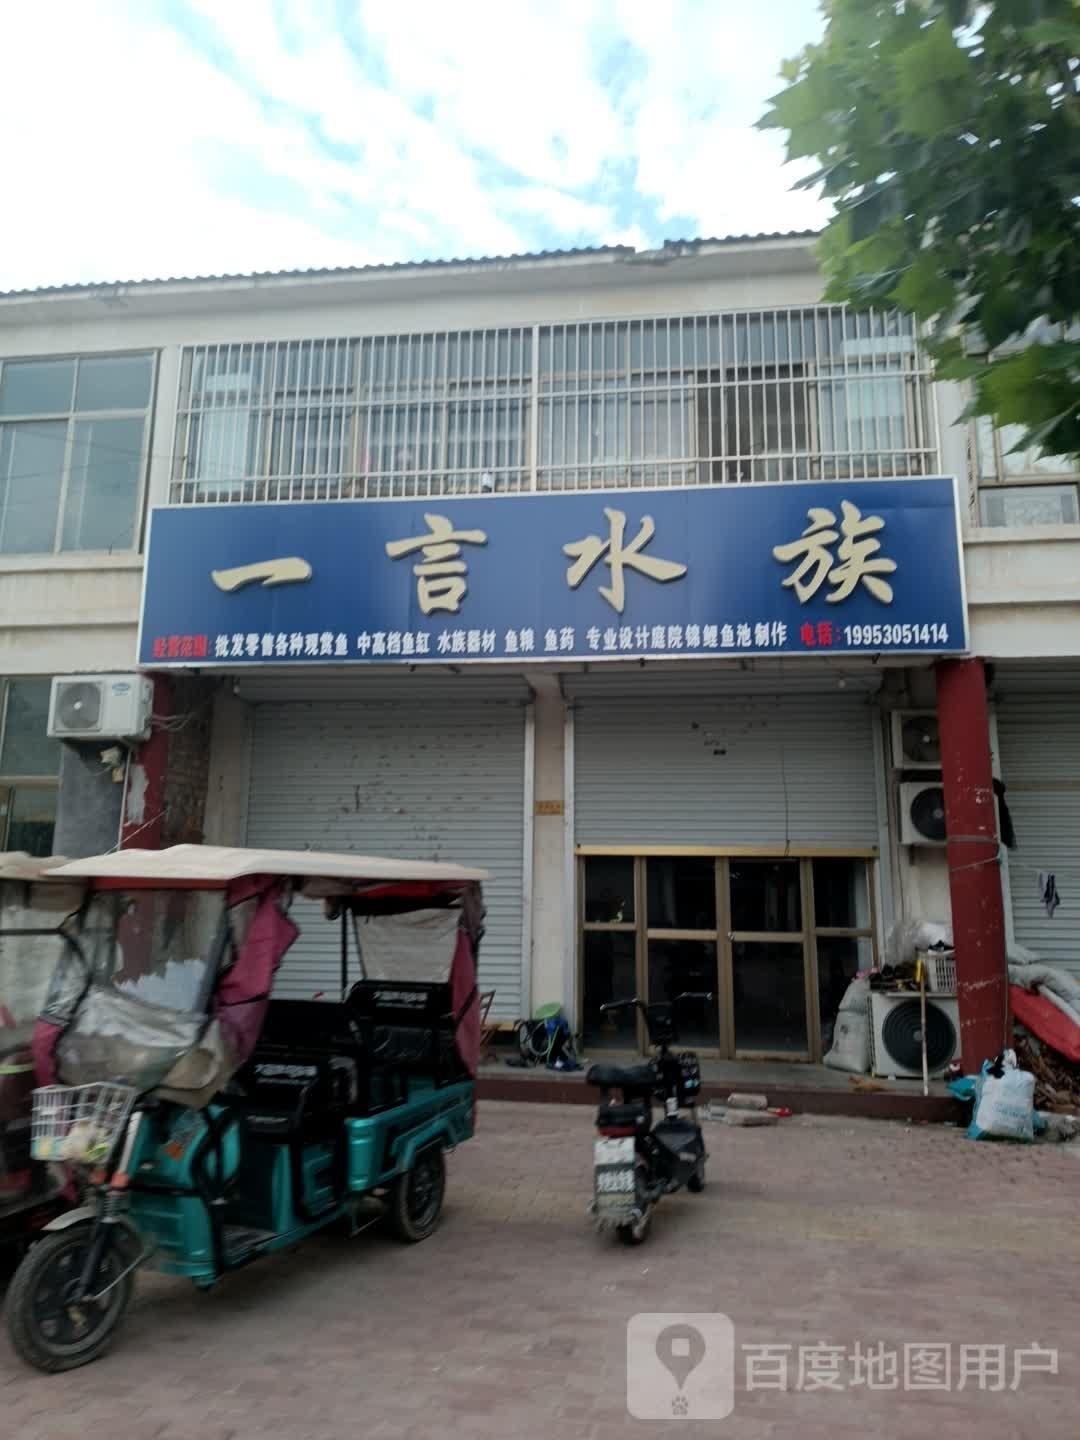 一言水族
经营范围:批发零售各种观赏鱼 中高档鱼缸 水族器材 鱼粮 鱼药 专业设计庭院锦鲤鱼池制作 电话:19953051414
百度地图用户